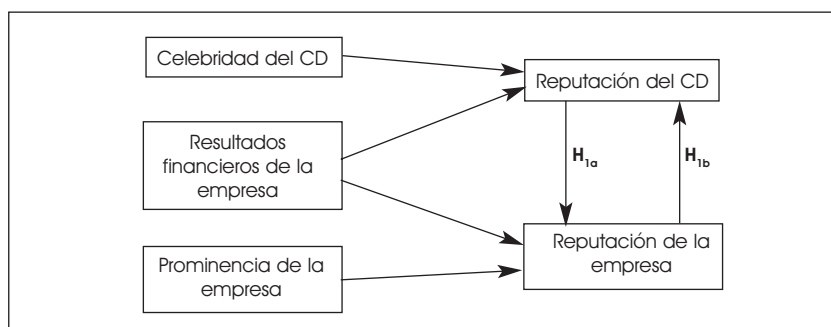 Celebridad del CD
Reputación del CD
Resultados
financieros de la
empresa
H1a
H1b
Reputación de la
empresa
Prominencia de la
empresa